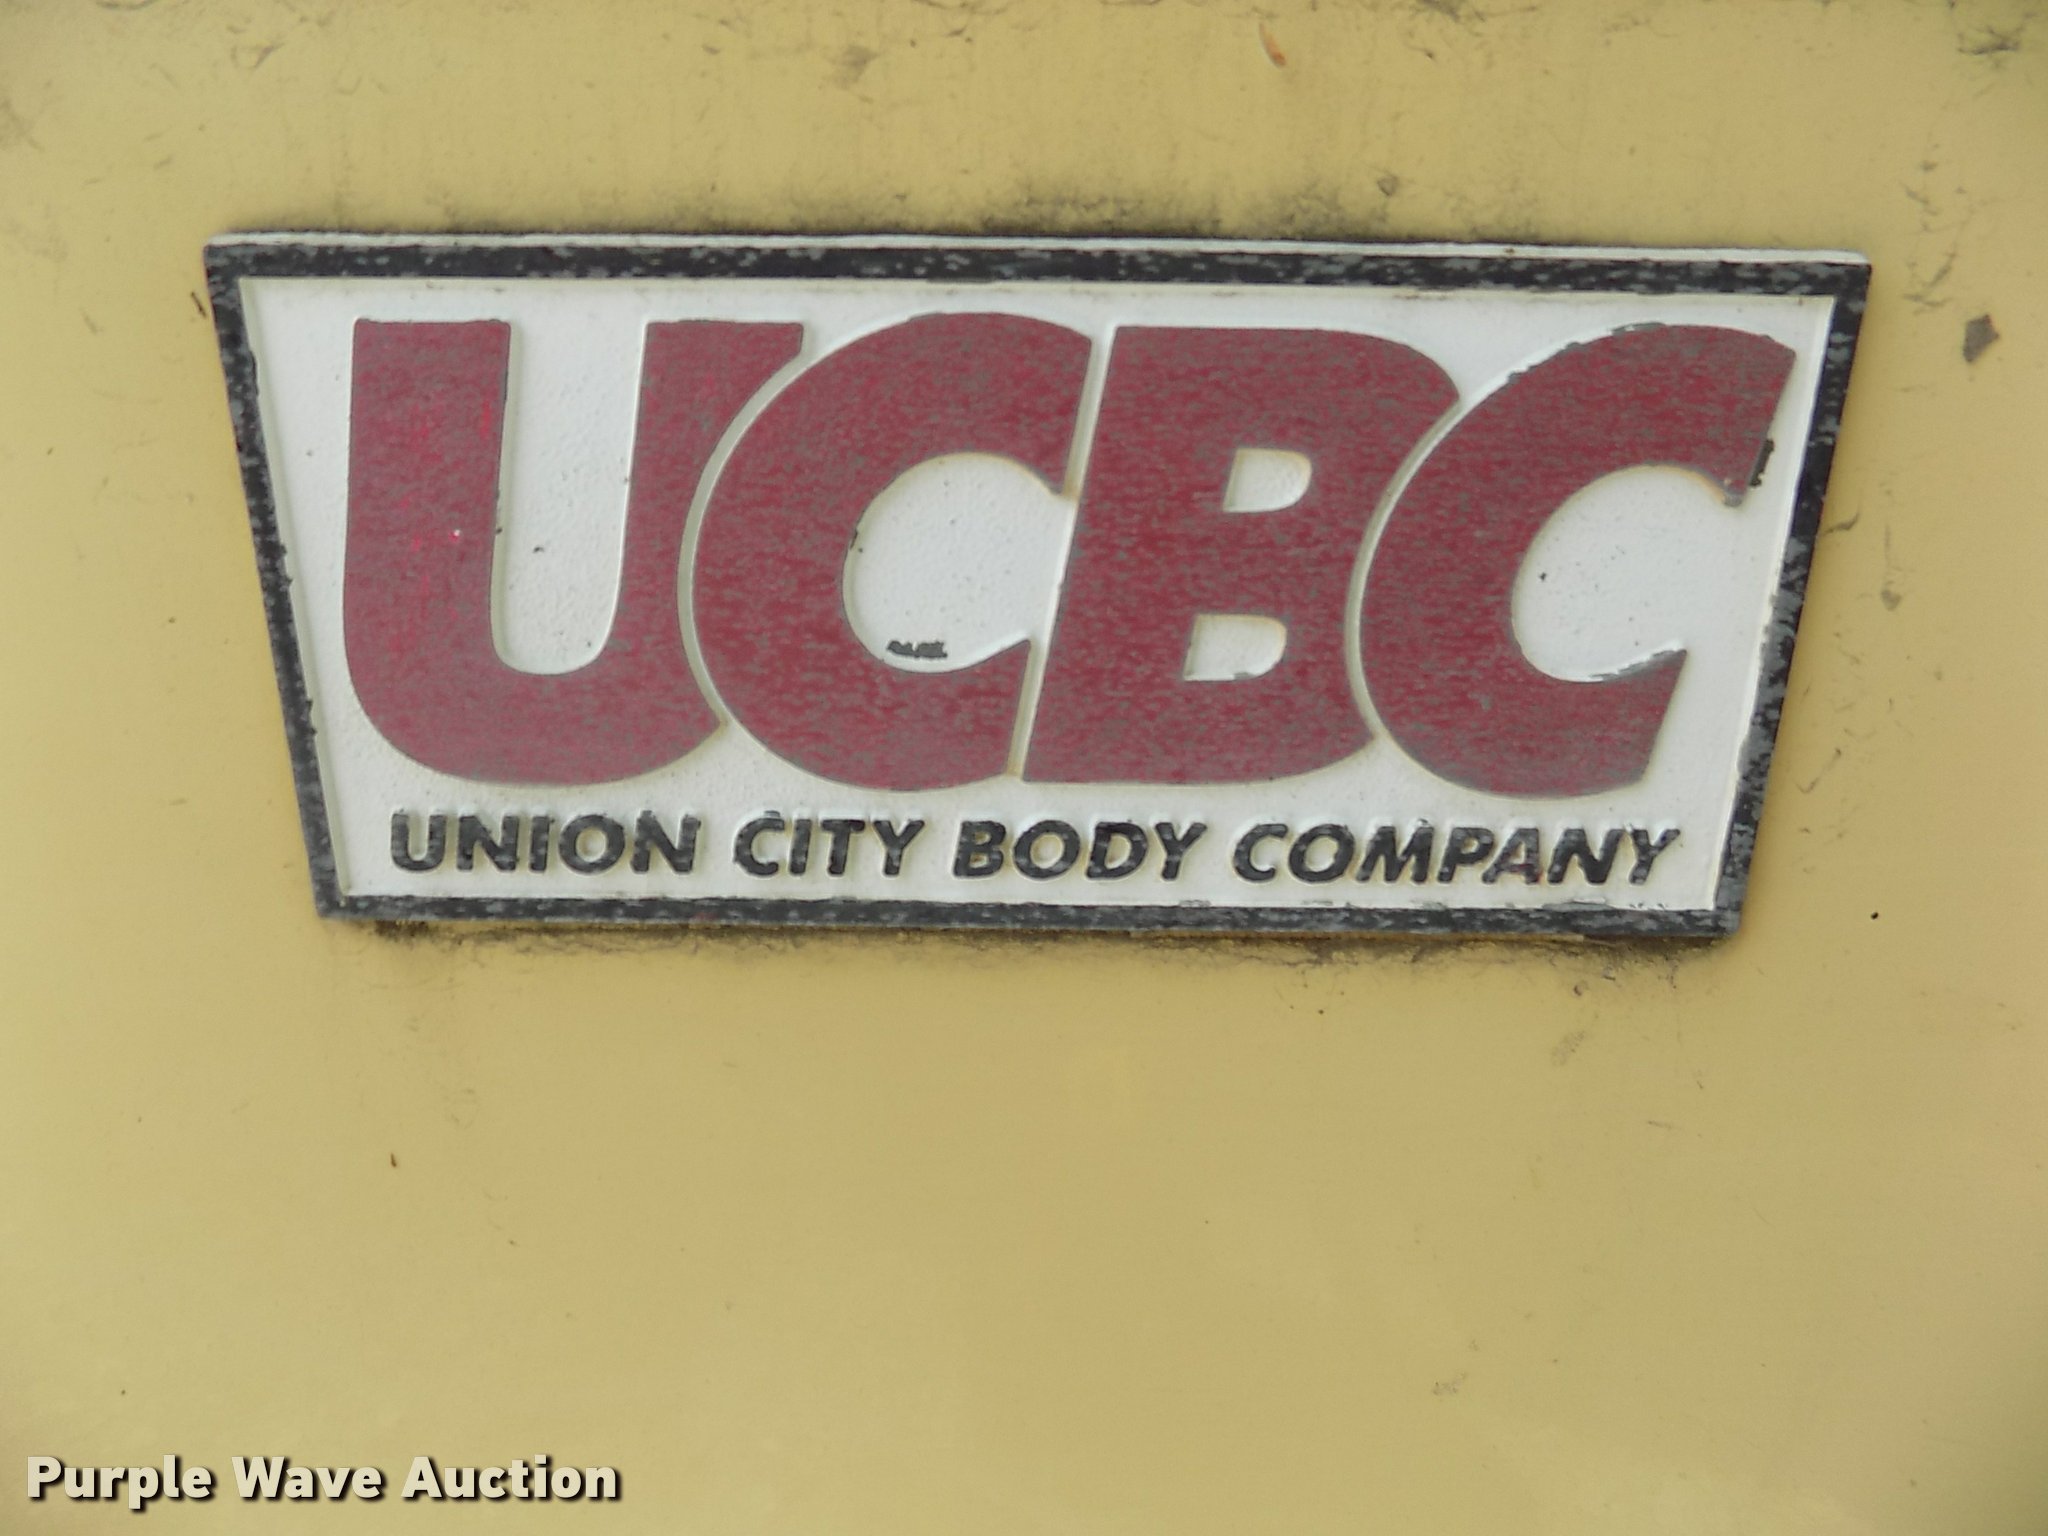 UCBC
UNION CITY BODY COMPANY
Purple Wave Auction